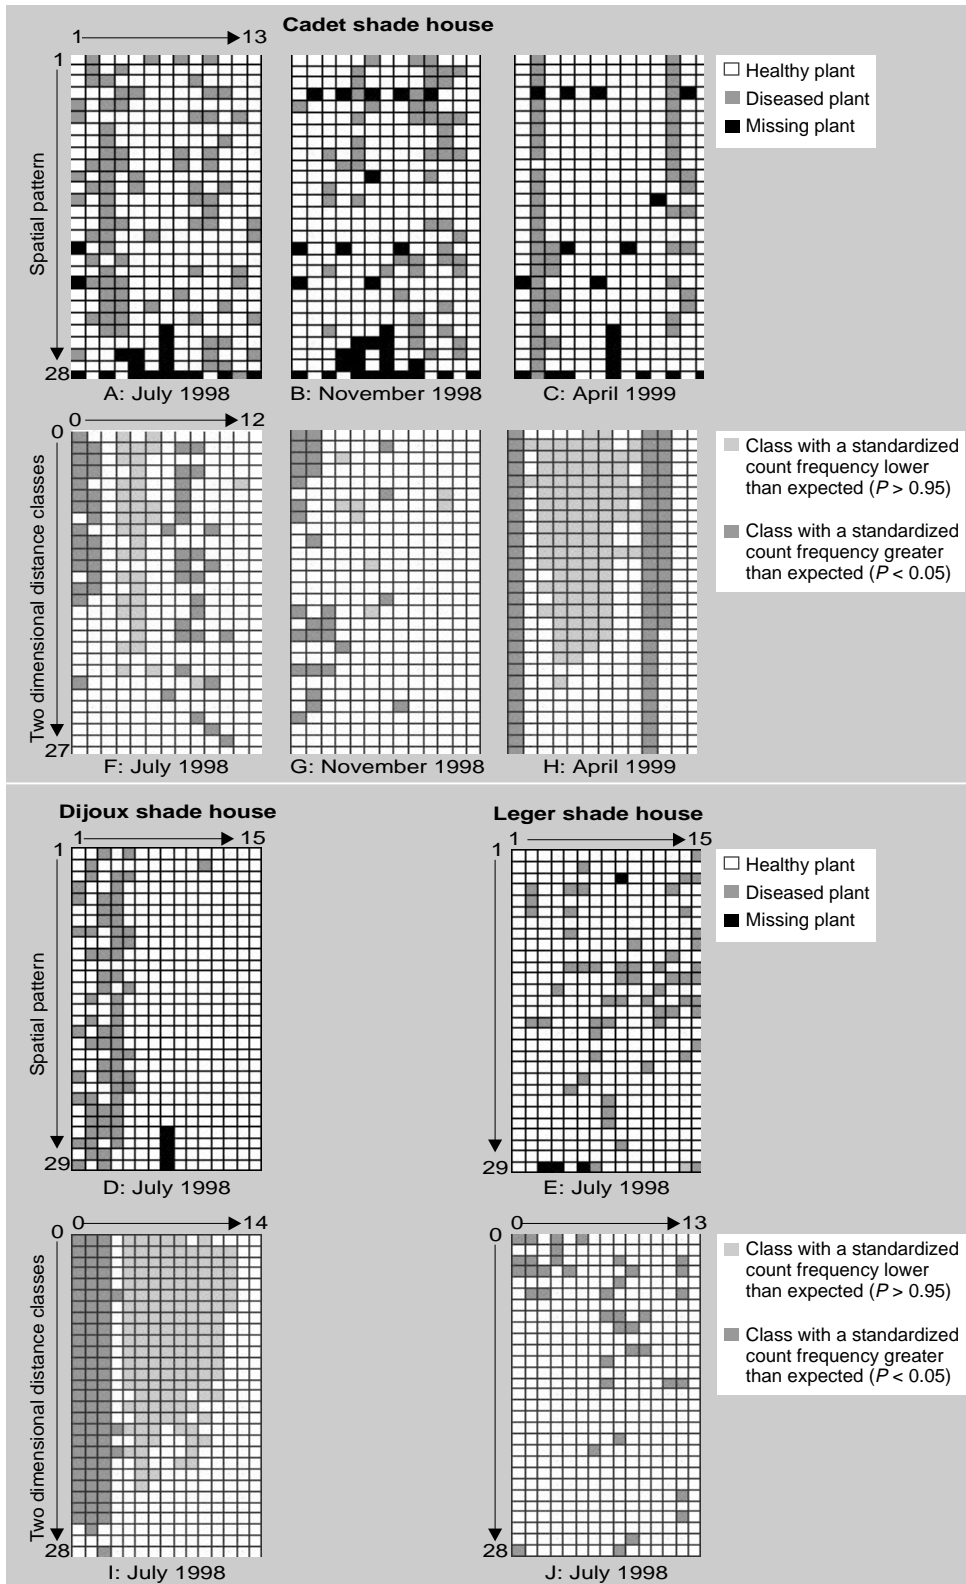 Cadet shade house
1 13
1
28
Spatial pattern
A: July 1998
B: November 1998
C: April 1999
Healthy plant
Diseased plant
Missing plant
0 12
0
27
Two dimensional distance classes
F: July 1998
G: November 1998
H: April 1999
Class with a standardized
count frequency lower
than expected (P > 0.95)
Class with a standardized
count frequency greater
than expected (P < 0.05)
Dijoux shade house
1 15
1
29
Spatial pattern
D: July 1998
Leger shade house
1 15
1
29
E: July 1998
Healthy plant
Diseased plant
Missing plant
0 14
0
28
Two dimensional distance classes
I: July 1998
0 13
0
28
J: July 1998
Class with a standardized
count frequency lower
than expected (P > 0.95)
Class with a standardized
count frequency greater
than expected (P < 0.05)